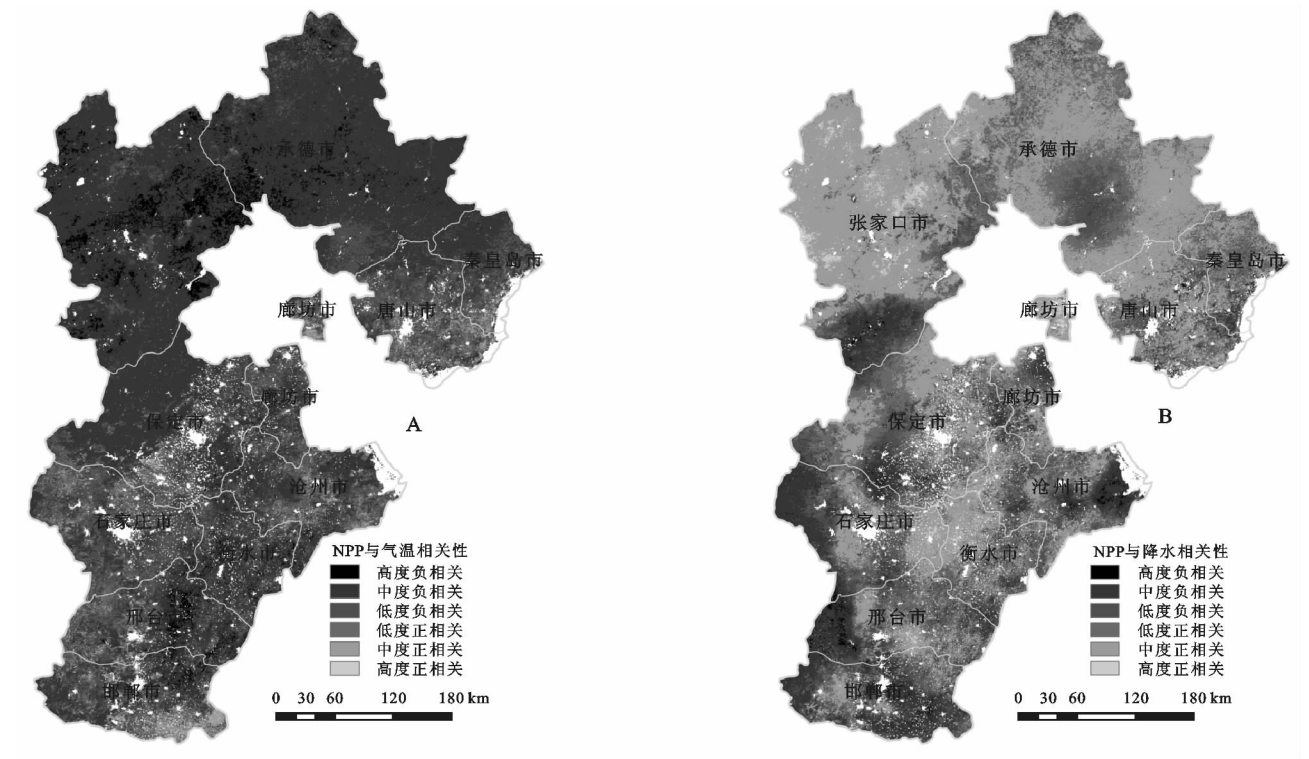 承德市
秦皇岛市
廊坊市
唐山市
廊坊市
保定市
A
沧州市
石家庄市
衡水市
邢台
邯郸市
NPP与气温相关性
高度负相关
中度负相关
低度负相关
低度正相关
中度正相关
高度正相关
0 30 60 120 180 km
承德市
张家口市
秦皇岛市
廊坊市
唐山市
廊坊市
保定市
B
沧州市
石家庄市
衡水市
邢台市
邯郸市
NPP与降水相关性
高度负相关
中度负相关
低度负相关
低度正相关
中度正相关
高度正相关
0 30 60 120 180 km